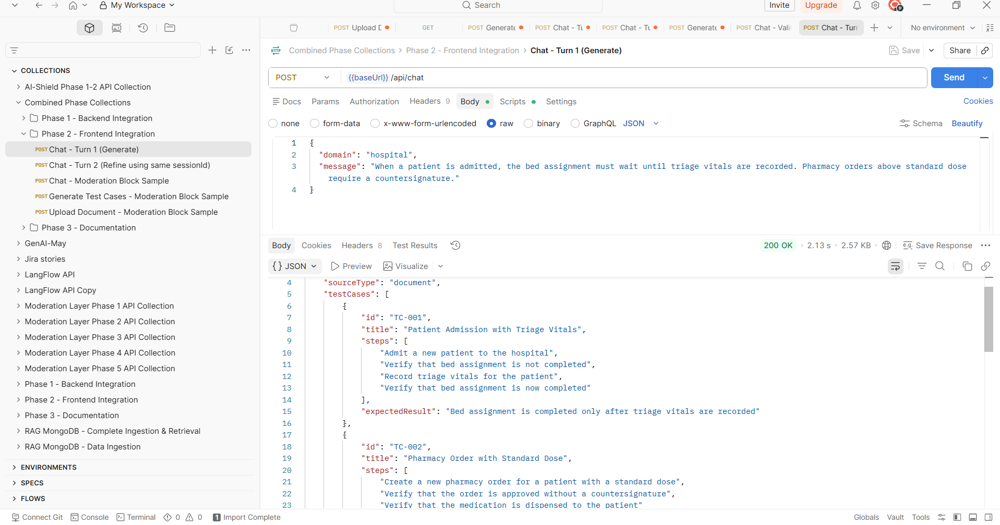 My Workspace
Search
Invite
Upgrade
POST Upload D
GET
POST Generate
POST Chat - Tu
POST Chat - Tu
POST Generate
POST Chat - Vali
POST Chat - Turn
No environment
HTTP Combined Phase Collections > Phase 2 - Frontend Integration > Chat - Turn 1 (Generate)
Save
Share
COLLECTIONS
AI-Shield Phase 1-2 API Collection
Combined Phase Collections
Phase 1 - Backend Integration
Phase 2 - Frontend Integration
POST Chat - Turn 1 (Generate)
POST Chat - Turn 2 (Refine using same sessionId)
POST Chat - Moderation Block Sample
POST Generate Test Cases - Moderation Block Sample
POST Upload Document - Moderation Block Sample
Phase 3 - Documentation
GenAI-May
Jira stories
LangFlow API
LangFlow API Copy
Moderation Layer Phase 1 API Collection
Moderation Layer Phase 2 API Collection
Moderation Layer Phase 3 API Collection
Moderation Layer Phase 4 API Collection
Moderation Layer Phase 5 API Collection
Phase 1 - Backend Integration
Phase 2 - Frontend Integration
Phase 3 - Documentation
RAG MongoDB - Complete Ingestion & Retrieval
RAG MongoDB - Data Ingestion
ENVIRONMENTS
SPECS
FLOWS
POST
{{baseUrl}} /api/chat
Send
Docs Params Authorization Headers 9 Body Scripts Settings
Cookies
none form-data x-www-form-urlencoded raw binary GraphQL JSON
Schema
Beautify
1 {
2 "domain": "hospital",
3 "message": "When a patient is admitted, the bed assignment must wait until triage vitals are recorded. Pharmacy orders above standard dose
require a countersignature."
4 }
Body Cookies Headers 8 Test Results
200 OK • 2.13 s • 2.57 KB
e.g. Save Response
{} JSON Preview Visualize
4 "sourceType": "document",
5 "testCases": [
6 {
7 "id": "TC-001",
8 "title": "Patient Admission with Triage Vitals",
9 "steps": [
10 "Admit a new patient to the hospital",
11 "Verify that bed assignment is not completed",
12 "Record triage vitals for the patient",
13 "Verify that bed assignment is now completed"
14 ],
15 "expectedResult": "Bed assignment is completed only after triage vitals are recorded"
16 },
17 {
18 "id": "TC-002",
19 "title": "Pharmacy Order with Standard Dose",
20 "steps": [
21 "Create a new pharmacy order for a patient with a standard dose",
22 "Verify that the order is approved without a countersignature",
23 "Verify that the medication is dispensed to the patient"
Connect Git Console Terminal 0 0 1 Import Complete
Globals Vault Tools